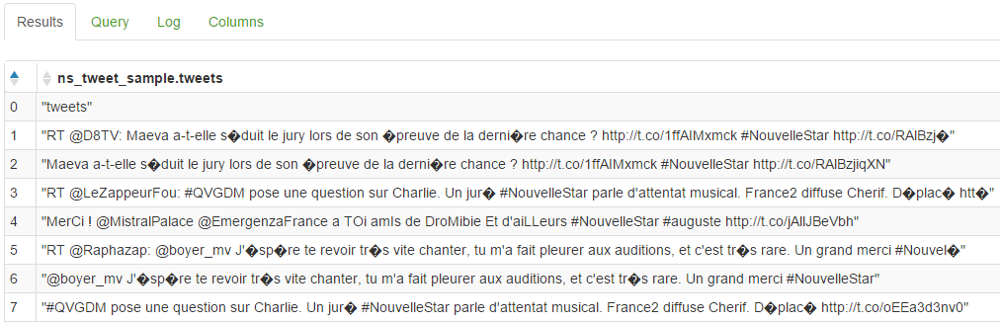 Results Query Log Columns
ns_tweet_sample.tweets
0 "tweets"
1 "RT @D8TV: Maeva a-t-elle s�duit le jury lors de son �preuve de la derni�re chance ? http://t.co/1ffAIMxmck #NouvelleStar http://t.co/RAlBzj�"
2 "Maeva a-t-elle s�duit le jury lors de son �preuve de la derni�re chance ? http://t.co/1ffAIMxmck #NouvelleStar http://t.co/RAlBzjiqXN"
3 "RT @LeZappeurFou: #QVGDM pose une question sur Charlie. Un jur� #NouvelleStar parle d'attentat musical. France2 diffuse Cherif. D�plac� htt�"
4 "MerCi ! @MistralPalace @EmergenzaFrance a TOi amIs de DroMibie Et d'aiLLeurs #NouvelleStar #auguste http://t.co/jAlIJBeVbh"
5 "RT @Raphazap: @boyer_mv J'�sp�re te revoir tr�s vite chanter, tu m'a fait pleurer aux auditions, et c'est tr�s rare. Un grand merci #Nouvel�"
6 "@boyer_mv J'�sp�re te revoir tr�s vite chanter, tu m'a fait pleurer aux auditions, et c'est tr�s rare. Un grand merci #NouvelleStar"
7 "#QVGDM pose une question sur Charlie. Un jur� #NouvelleStar parle d'attentat musical. France2 diffuse Cherif. D�plac� http://t.co/oEEa3d3nv0"